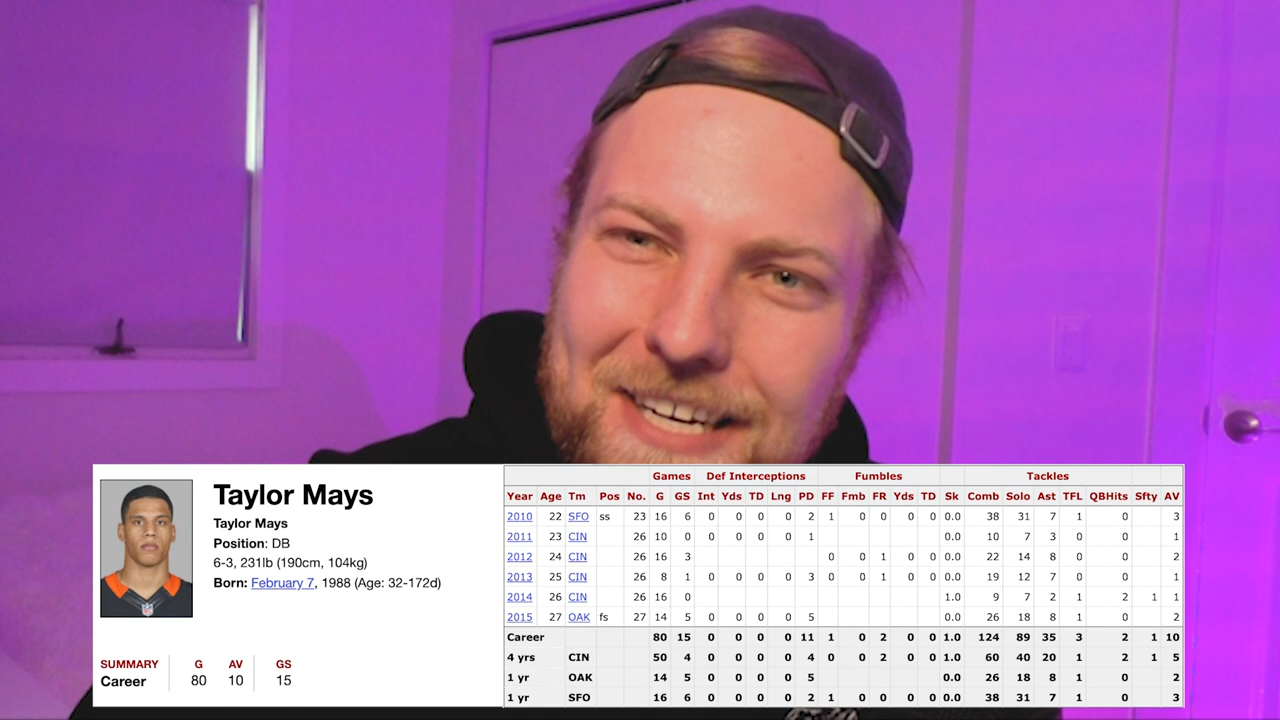 Taylor Mays
Taylor Mays
Position: DB
6-3, 231lb (190cm, 104kg)
Born: February 7, 1988 (Age: 32-172d)
SUMMARY G AV GS
Career 80 10 15
Games Def Interceptions Fumbles Tackles
Year Age Tm Pos No. G GS Int Yds TD Lng PD FF Fmb FR Yds TD Sk Comb Solo Ast TFL QBHits Sfty AV
2010 22 SFO ss 23 16 6 0 0 0 0 2 1 0 0 0 0 0.0 38 31 7 1 0 3
2011 23 CIN 26 10 0 0 0 0 0 1 0.0 10 7 3 0 0 1
2012 24 CIN 26 16 3 0 0 1 0 0 0.0 22 14 8 0 0 2
2013 25 CIN 26 8 1 0 0 0 0 3 0 0 1 0 0 0.0 19 12 7 0 0 1
2014 26 CIN 26 16 0 1.0 9 7 2 1 2 1 1
2015 27 OAK fs 27 14 5 0 0 0 0 5 0.0 26 18 8 1 0 2
Career 80 15 0 0 0 0 11 1 0 2 0 0 1.0 124 89 35 3 2 1 10
4 yrs CIN 50 4 0 0 0 0 4 0 0 2 0 0 1.0 60 40 20 1 2 1 5
1 yr OAK 14 5 0 0 0 0 5 0.0 26 18 8 1 0 2
1 yr SFO 16 6 0 0 0 0 2 1 0 0 0 0 0.0 38 31 7 1 0 3